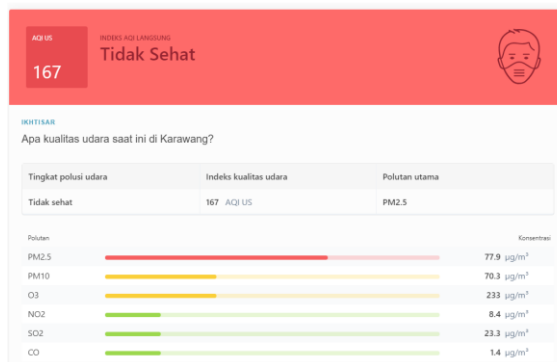 AQI US
167
INDEKS AQI LANGSUNG
Tidak Sehat
IKHTISAR
Apa kualitas udara saat ini di Karawang?
Tingkat polusi udara Indeks kualitas udara Polutan utama
Tidak sehat 167 AQI US PM2.5
Polutan Konsentrasi
PM2.5 77.9 µg/m³
PM10 70.3 µg/m³
O3 233 µg/m³
NO2 8.4 µg/m³
SO2 23.3 µg/m³
CO 1.4 µg/m³